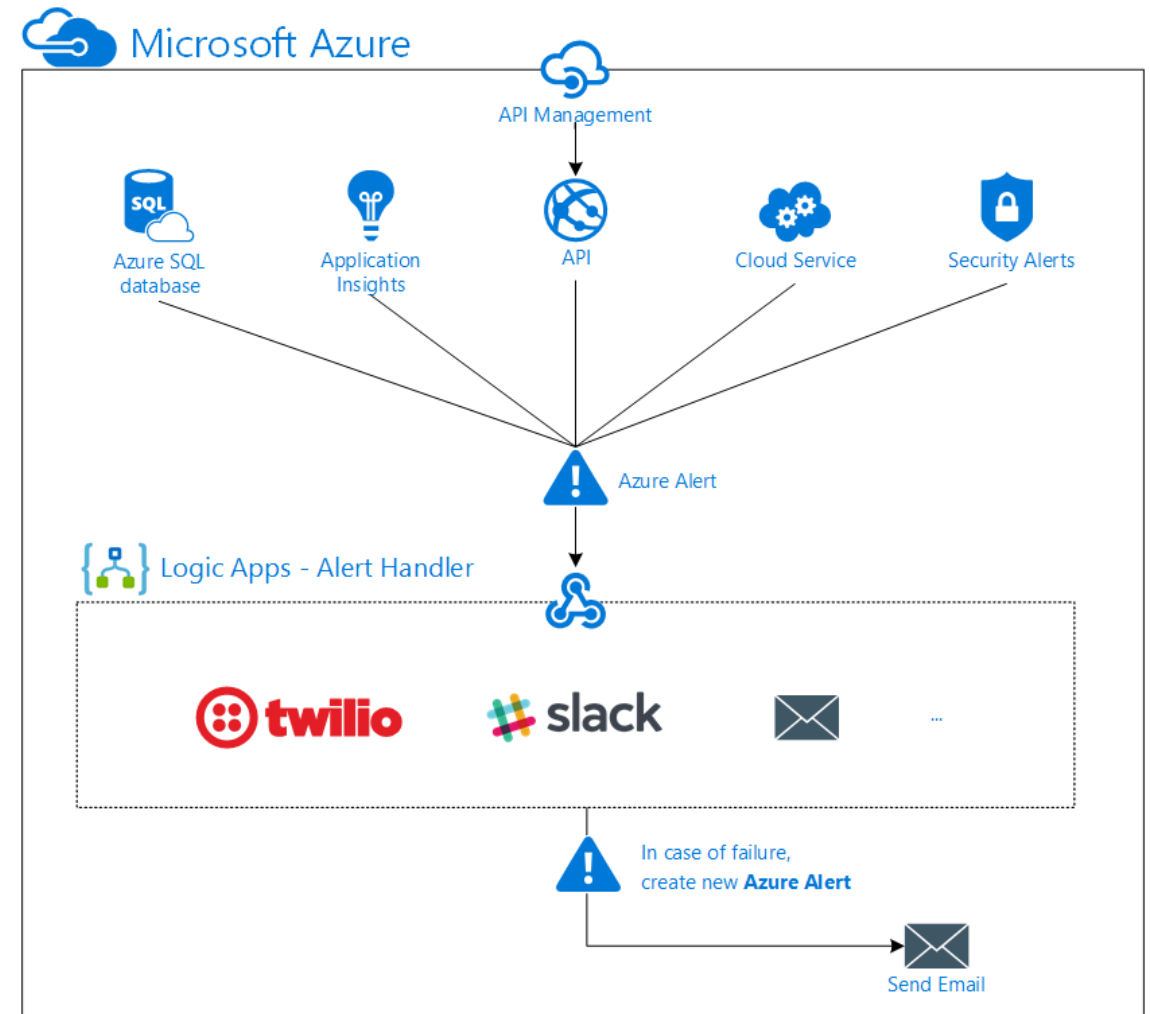 Microsoft Azure
API Management
SQL
Azure SQL
database
Application
Insights
API
Cloud Service
Security Alerts
Azure Alert
Logic Apps - Alert Handler
twilio
slack
...
In case of failure,
create new Azure Alert
Send Email